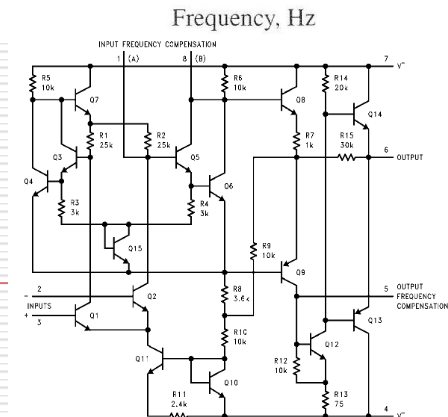 Frequency, Hz
INPUT FREQUENCY COMPENSATION
1 (A)
8 (B)
7 V-
R5
10k
R6
10k
R14
20k
Q7
Q8
Q14
R1
25k
R2
25k
R7
1k
R15
30k
6 OUTPUT
Q3
Q5
Q4
Q6
R3
3k
R4
3k
Q15
R9
10k
Q9
R8
3.6k
- 2
INPUTS
+ 3
Q1
Q2
5 OUTPUT
FREQUENCY
COMPENSATION
Q13
R10
10k
Q11
Q10
Q12
R12
10k
R11
2.4k
R13
75
4 V-